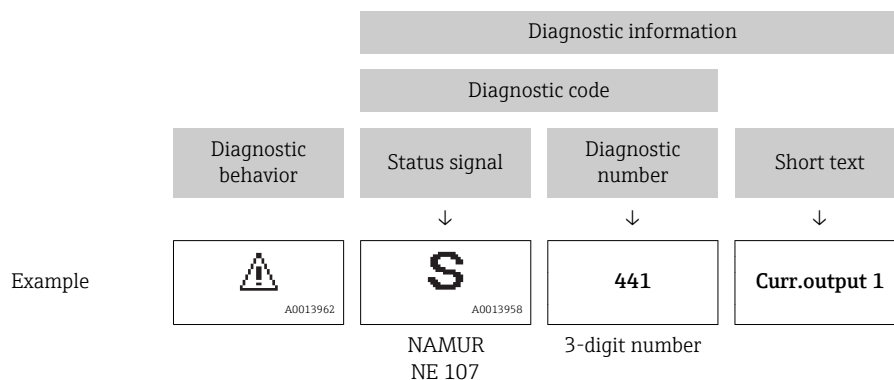 Diagnostic information
Diagnostic code
Diagnostic behavior
Status signal
Diagnostic number
Short text
↓ ↓ ↓
Example
S
441
Curr.output 1
A0013962
A0013958
NAMUR
NE 107
3-digit number